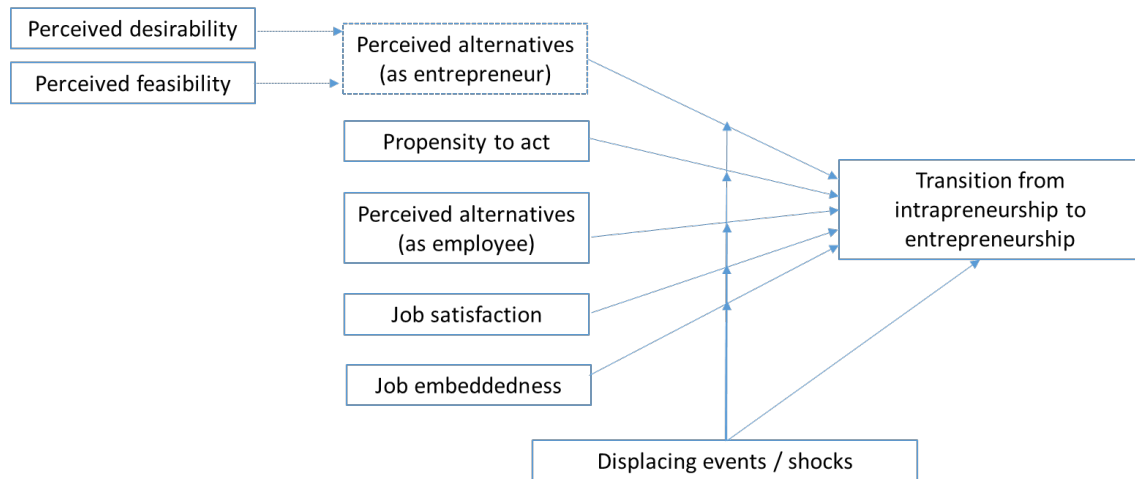 Perceived desirability
Perceived feasibility
Perceived alternatives
(as entrepreneur)
Propensity to act
Perceived alternatives
(as employee)
Job satisfaction
Job embeddedness
Transition from
intrapreneurship to
entrepreneurship
Displacing events / shocks